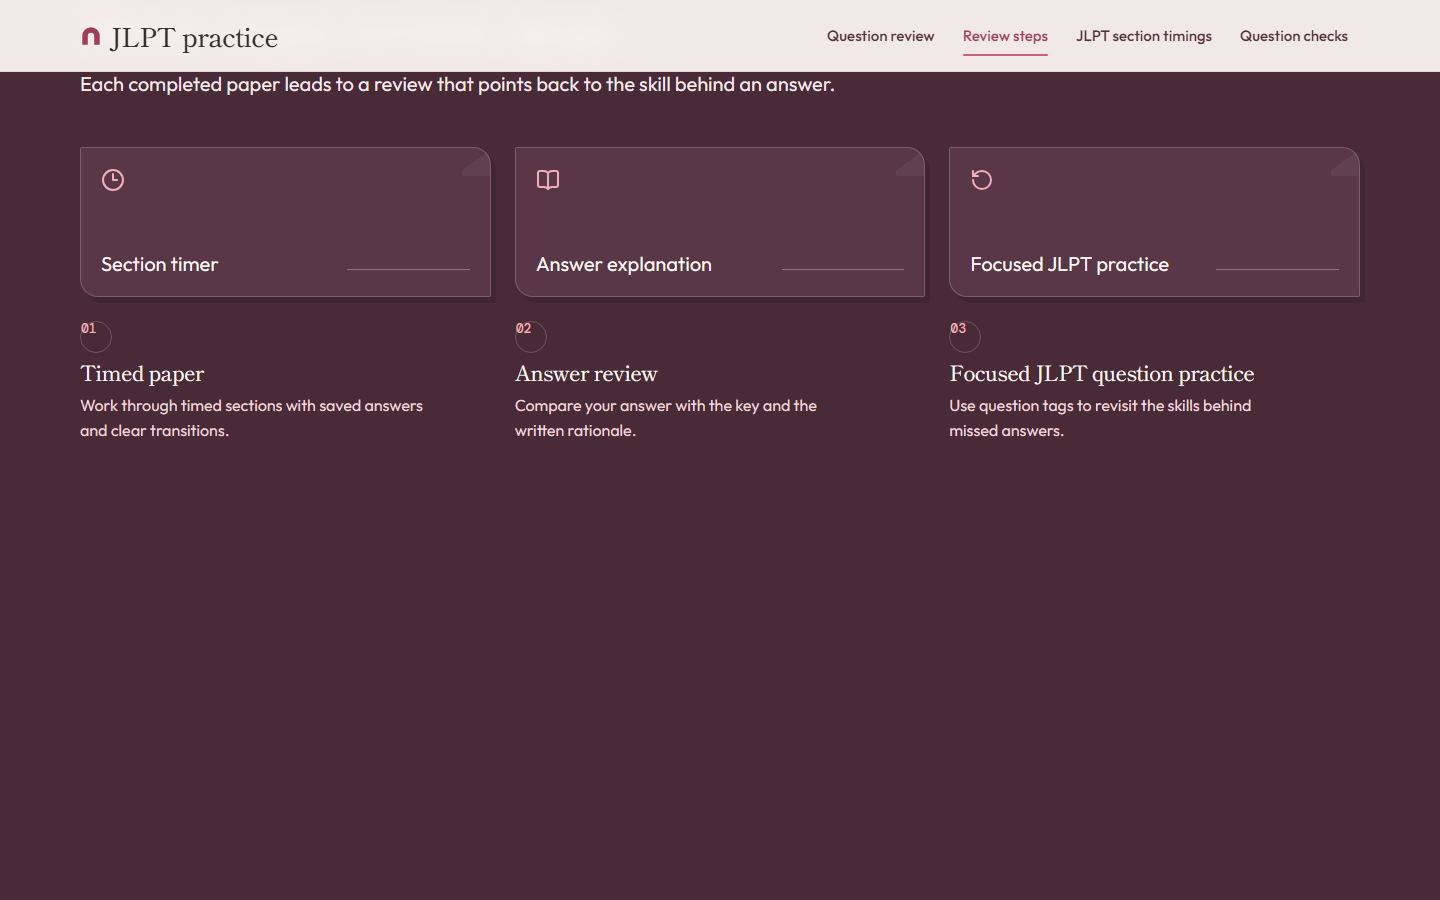 JLPT practice
Question review
Review steps
JLPT section timings
Question checks
Each completed paper leads to a review that points back to the skill behind an answer.
Section timer
Answer explanation
Focused JLPT practice
01
Timed paper
Work through timed sections with saved answers
and clear transitions.
02
Answer review
Compare your answer with the key and the
written rationale.
03
Focused JLPT question practice
Use question tags to revisit the skills behind
missed answers.